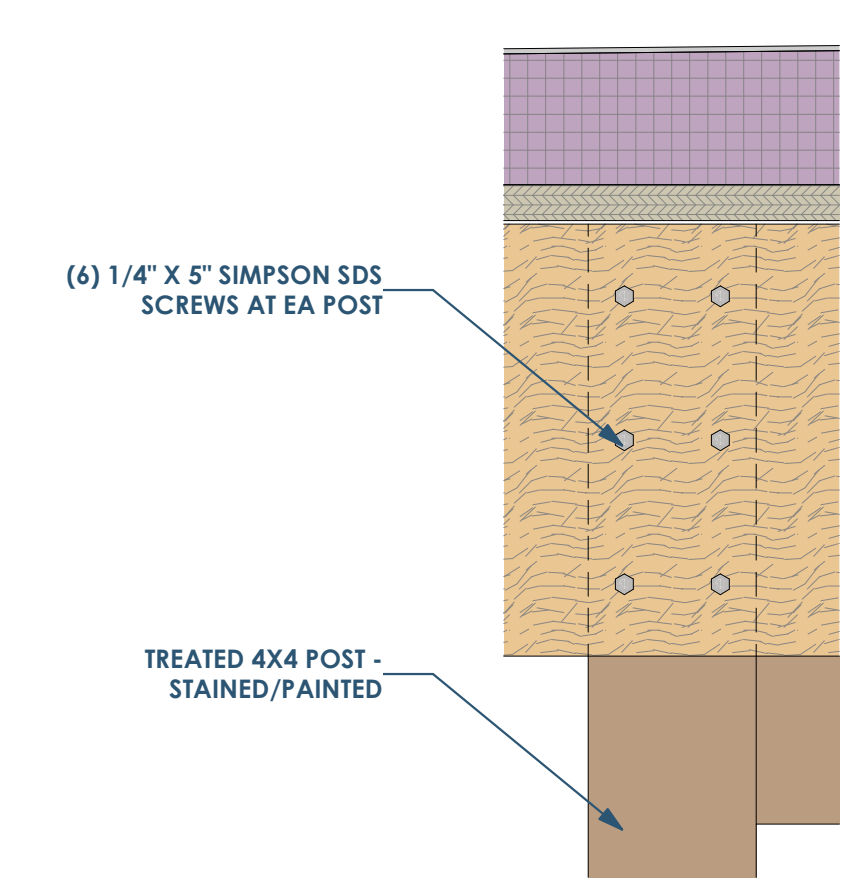 (6) 1/4" X 5" SIMPSON SDS
SCREWS AT EA POST
TREATED 4X4 POST -
STAINED/PAINTED